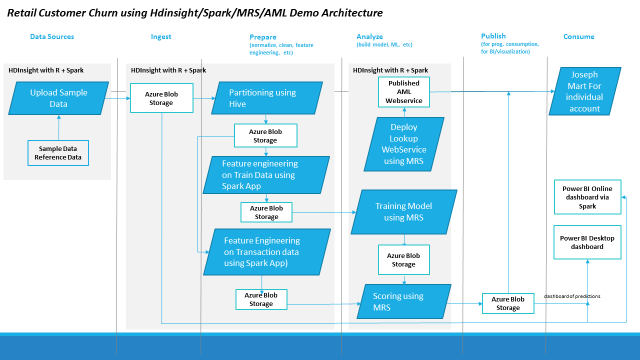 Retail Customer Churn using Hdinsight/Spark/MRS/AML Demo Architecture
Data Sources
Ingest
Prepare
(normalize, clean, feature
engineering, etc)
Analyze
(build model, ML, etc)
Publish
(for prog. consumption,
for BI/visualization)
Consume
HDInsight with R + Spark
Upload Sample
Data
Sample Data
Reference Data
HDInsight with R + Spark
Azure Blob
Storage
Partitioning using
Hive
Azure Blob
Storage
Feature engineering
on Train Data using
Spark App
Azure Blob
Storage
Feature Engineering
on Transaction data
using Spark App)
Azure Blob
Storage
HDInsight with R + Spark
Published
AML
Webservice
Deploy
Lookup
WebService
using MRS
Training Model
using MRS
Azure Blob
Storage
Scoring using
MRS
Azure Blob
Storage
Joseph
Mart For
individual
account
Power BI Online
dashboard via
Spark
Power BI Desktop
dashboard
dashboard of predictions